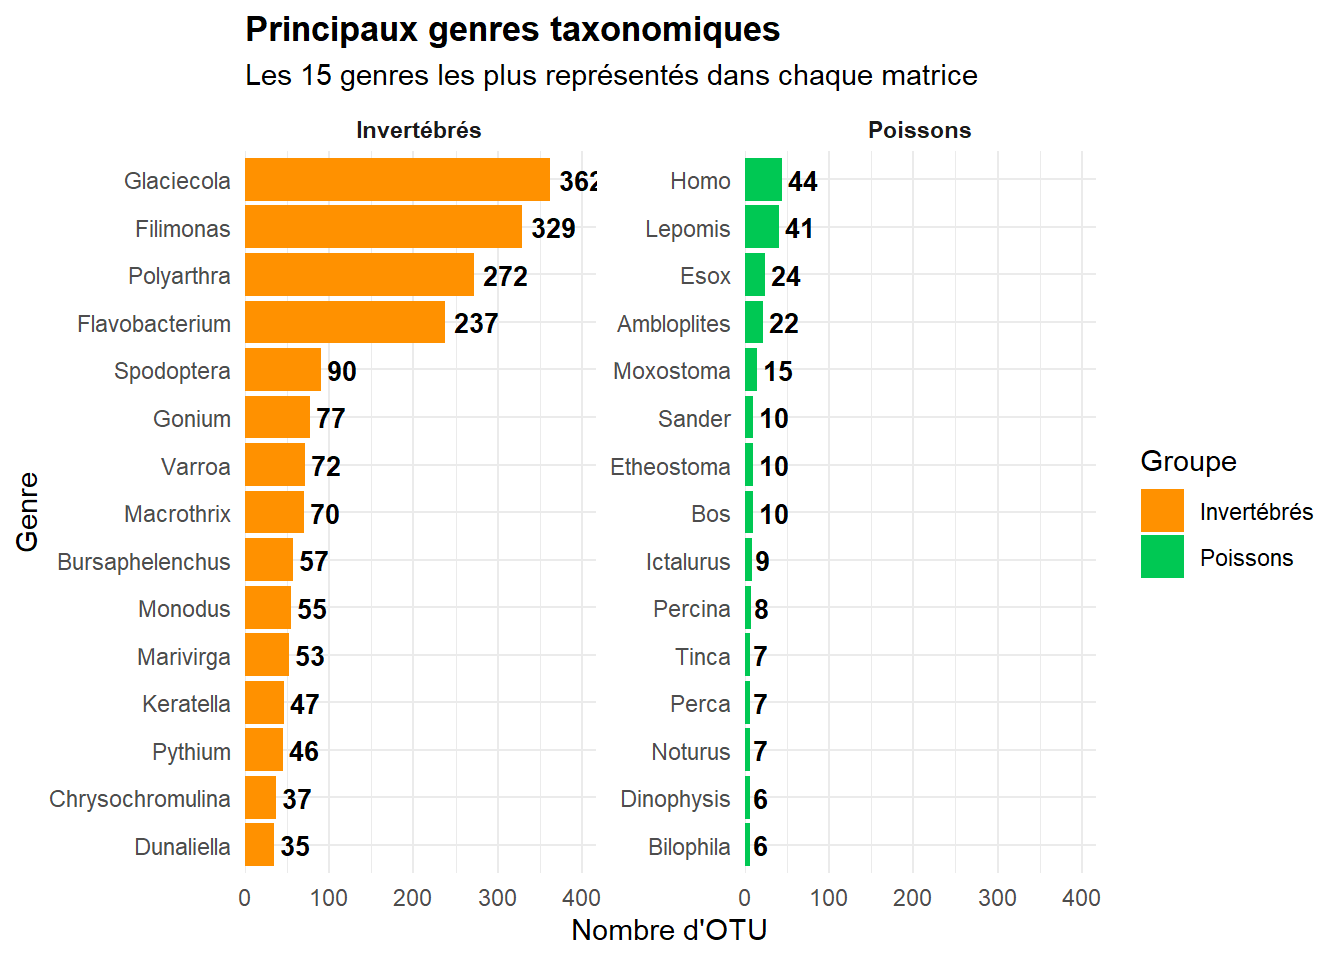 Principaux genres taxonomiques
Les 15 genres les plus représentés dans chaque matrice
Invertébrés
Glaciecola 362
Filimonas 329
Polyarthra 272
Flavobacterium 237
Spodoptera 90
Gonium 77
Varroa 72
Macrothrix 70
Bursaphelenchus 57
Monodus 55
Marivirga 53
Keratella 47
Pythium 46
Chrysochromulina 37
Dunaliella 35
0 100 200 300 400
Poissons
Homo 44
Lepomis 41
Esox 24
Ambloplites 22
Moxostoma 15
Sander 10
Etheostoma 10
Bos 10
Ictalurus 9
Percina 8
Tinca 7
Perca 7
Noturus 7
Dinophysis 6
Bilophila 6
0 100 200 300 400
Genre
Nombre d'OTU
Groupe
Invertébrés
Poissons